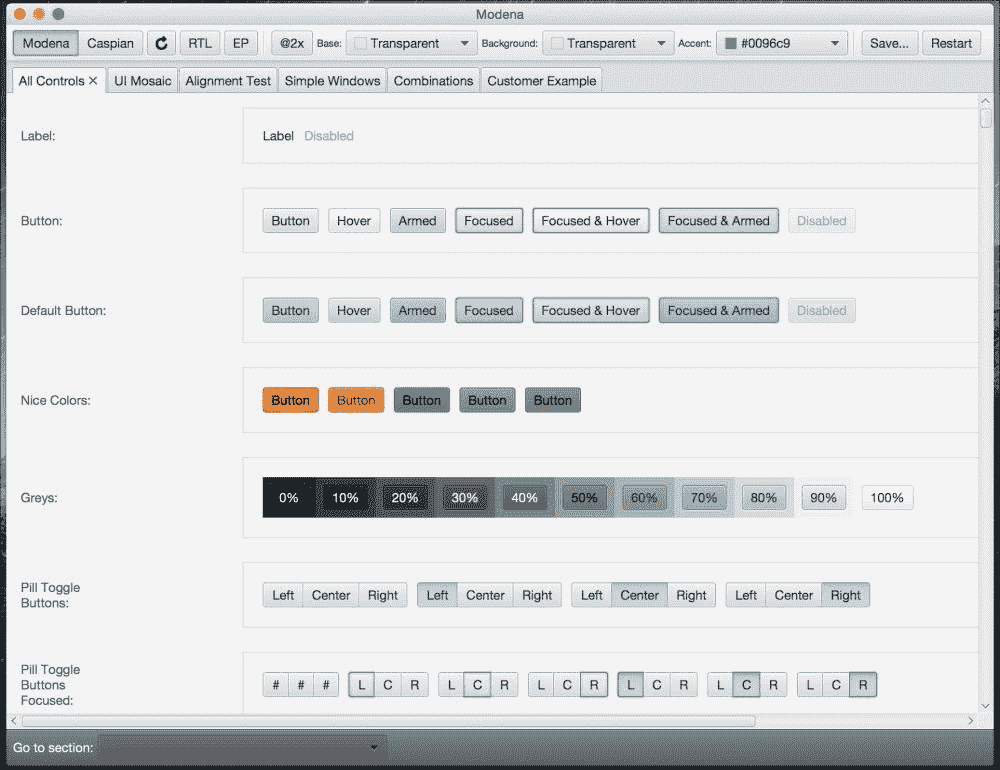 Modena
Modena Caspian RTL EP @2x Base: Transparent Background: Transparent Accent: #0096c9 Save... Restart
All Controls × UI Mosaic Alignment Test Simple Windows Combinations Customer Example
Label: Label Disabled
Button: Button Hover Armed Focused Focused & Hover Focused & Armed Disabled
Default Button: Button Hover Armed Focused Focused & Hover Focused & Armed Disabled
Nice Colors: Button Button Button Button Button
Greys: 0% 10% 20% 30% 40% 50% 60% 70% 80% 90% 100%
Pill Toggle
Buttons: Left Center Right Left Center Right Left Center Right Left Center Right
Pill Toggle
Buttons # # # L C R L C R L C R L C R L C R L C R
Focused:
Go to section: